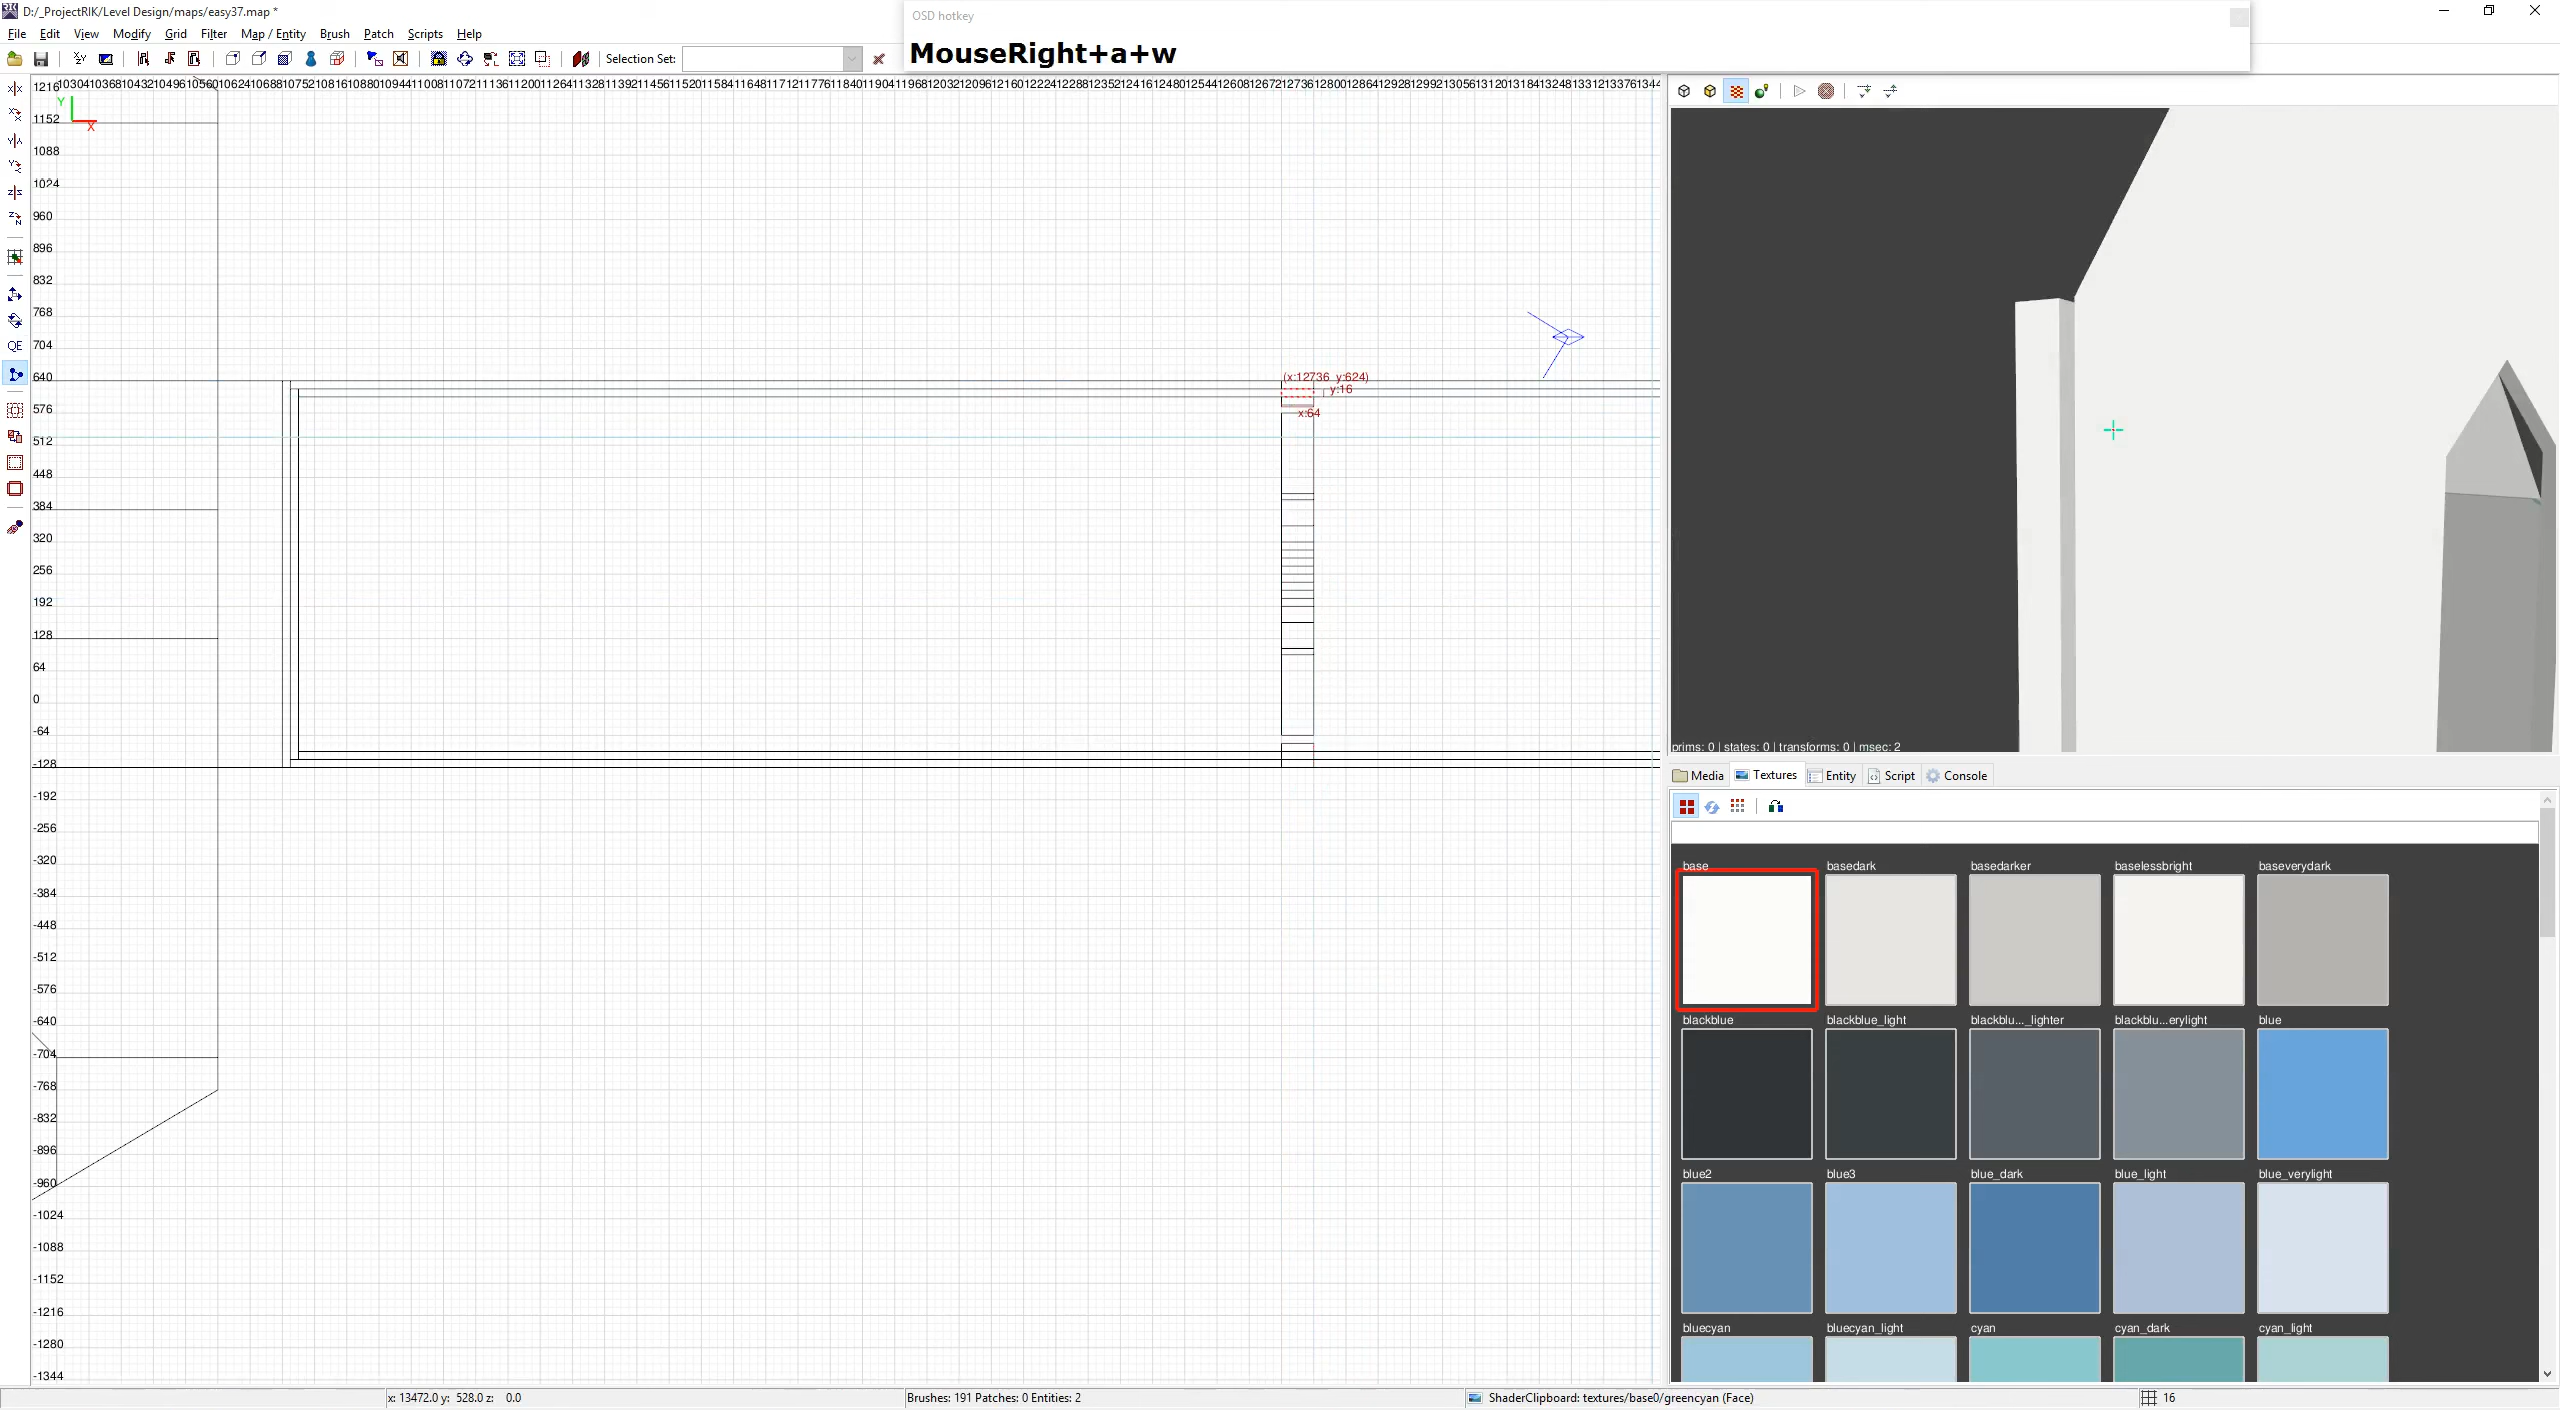 D:/_ProjectRIK/Level Design/maps/easy37.map *
OSD hotkey
MouseRight+a+w
File Edit View Modify Grid Filter Map / Entity Brush Patch Scripts Help
Selection Set:
1216
Y
X
1152
1088
1024
960
896
832
768
704
640
576
512
448
384
320
256
192
128
64
0
-64
-128
-192
-256
-320
-384
-448
-512
-576
-640
-704
-768
-832
-896
-960
-1024
-1088
-1152
-1216
-1280
-1344
(x:12736 y:624)
y:16
x:64
QE
prims: 0 | states: 0 | transforms: 0 | msec: 2
Media Textures Entity Script Console
base basedark basedarker baselessbright baseverydark
blackblue blackblue_light blackblu..._lighter blackblu...erylight blue
blue2 blue3 blue_dark blue_light blue_verylight
bluecyan bluecyan_light cyan cyan_dark cyan_light
x: 13472.0 y: 528.0 z: 0.0
Brushes: 191 Patches: 0 Entities: 2
ShaderClipboard: textures/base0/greencyan (Face)
16